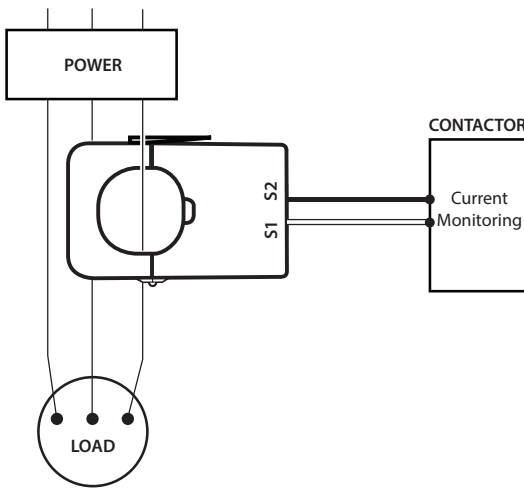 POWER
CONTACTOR
S2
S1
Current
Monitoring
LOAD